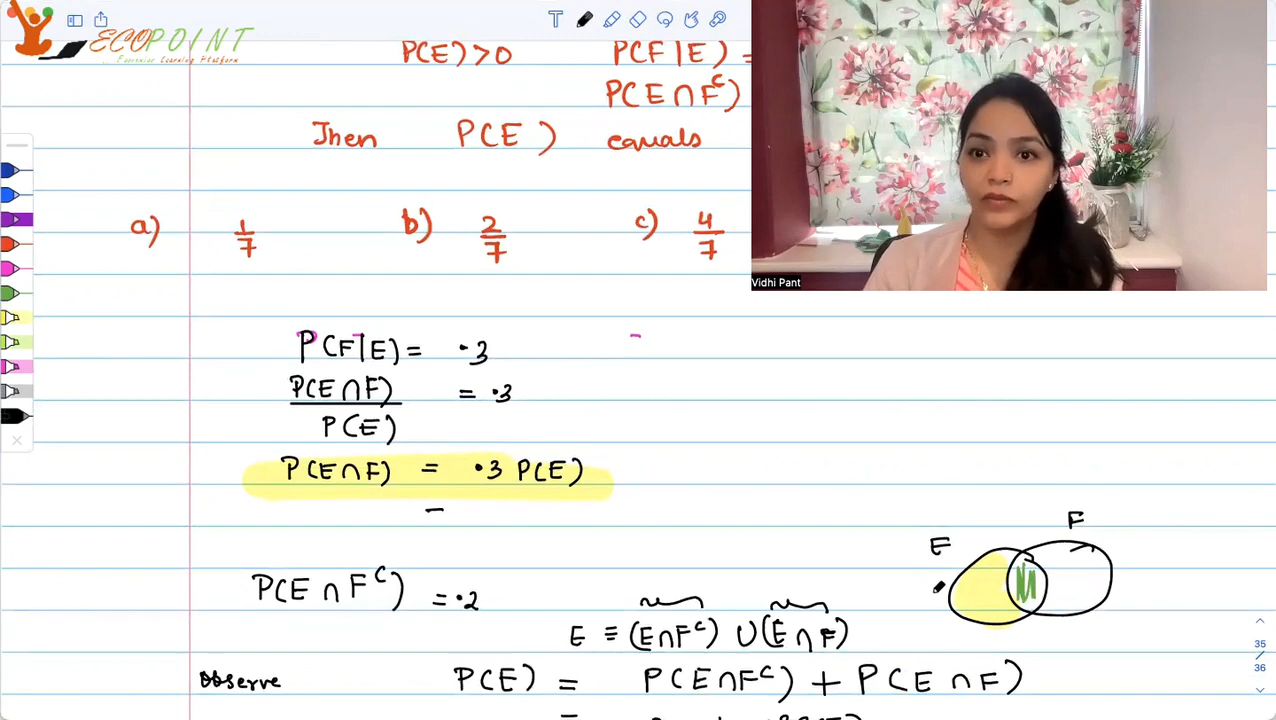 ECOPOINT
P(E)>0 P(F|E) =
P(E∩F^C)
Then P(E) equals
a) 1/7 b) 2/7 c) 4/7
Vidhi Pant
P(F|E) = .3
P(E∩F) / P(E) = .3
P(E∩F) = .3 P(E)
F
E
P(E∩F^C) = .2
E ≡ (E∩F^C) ∪ (E∩F)
Observe P(E) = P(E∩F^C) + P(E∩F)
35
/
36